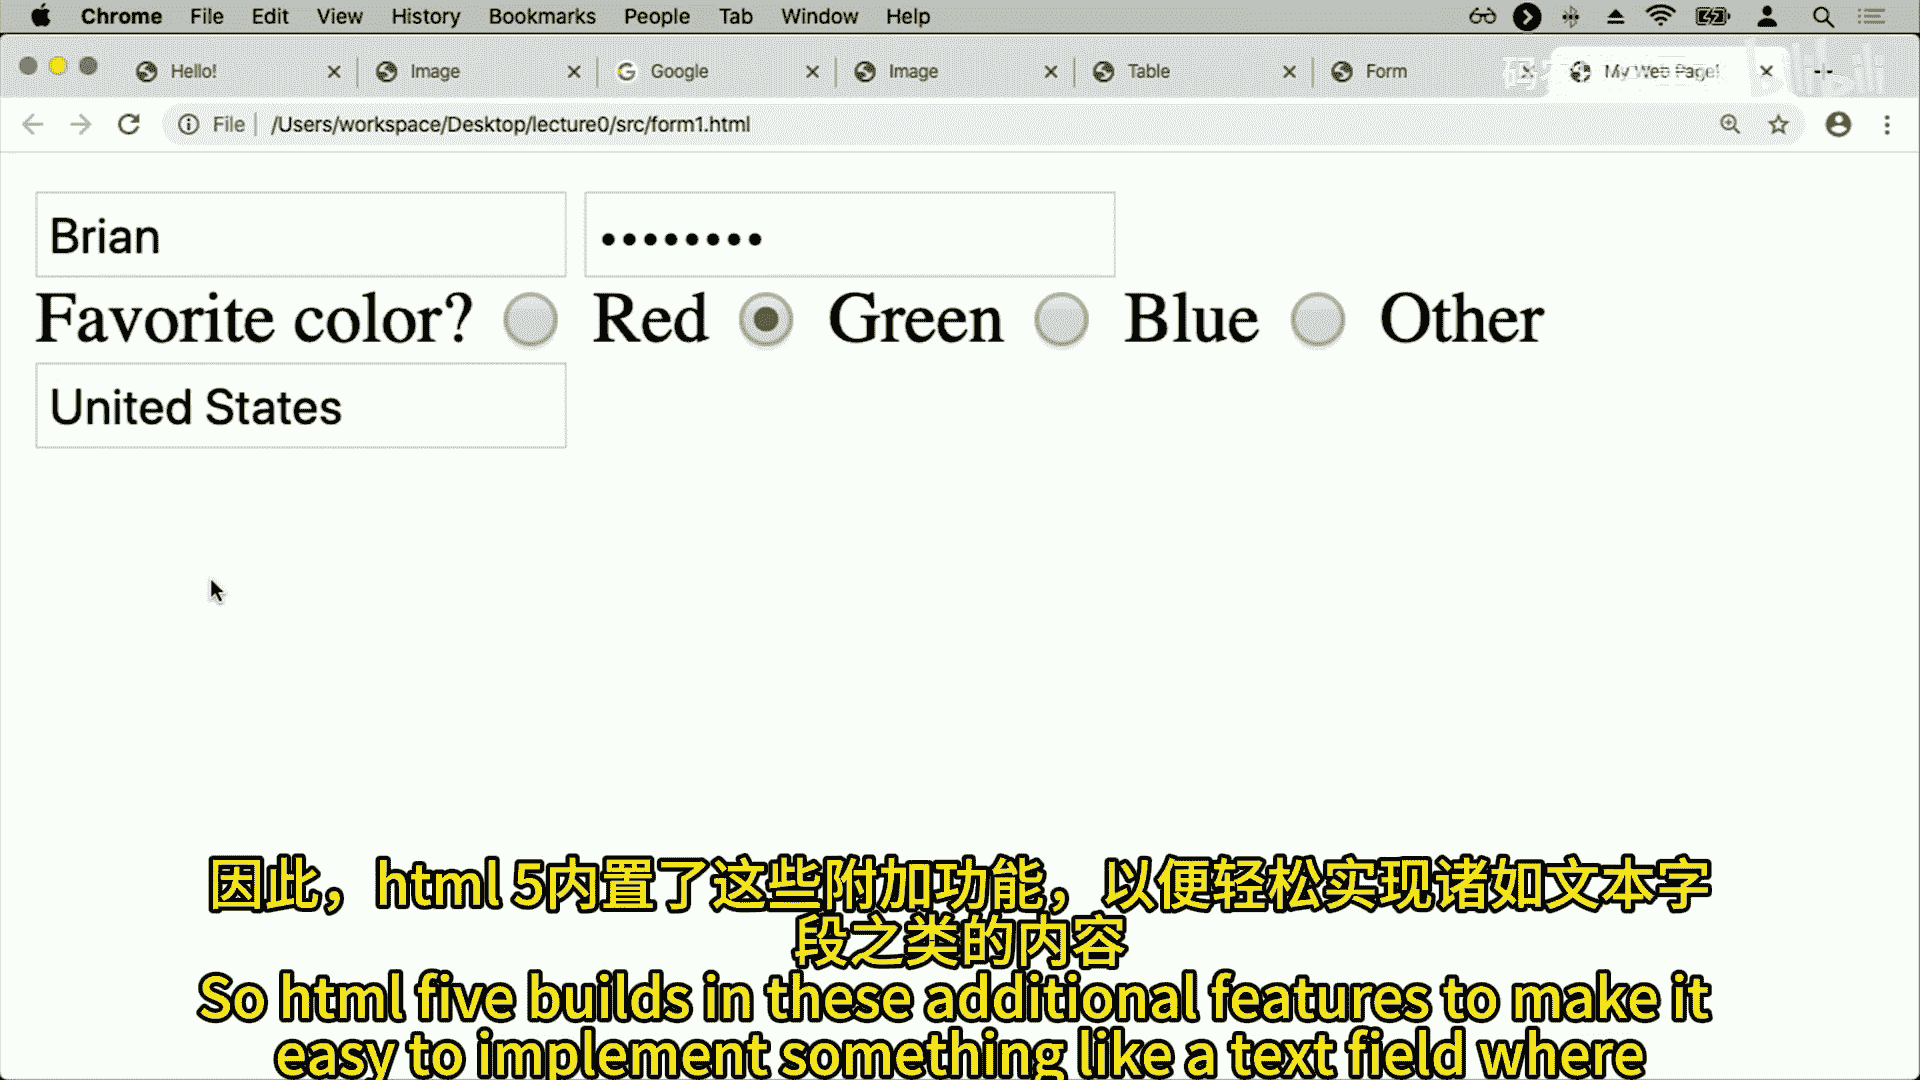 Chrome File Edit View History Bookmarks People Tab Window Help
Hello! Image Google Image Table Form My Web Page!
File | /Users/workspace/Desktop/lecture0/src/form1.html
Brian ••••••••
Favorite color? Red Green Blue Other
United States
因此，html 5内置了这些附加功能，以便轻松实现诸如文本字
段之类的内容
So html five builds in these additional features to make it
easy to implement something like a text field where